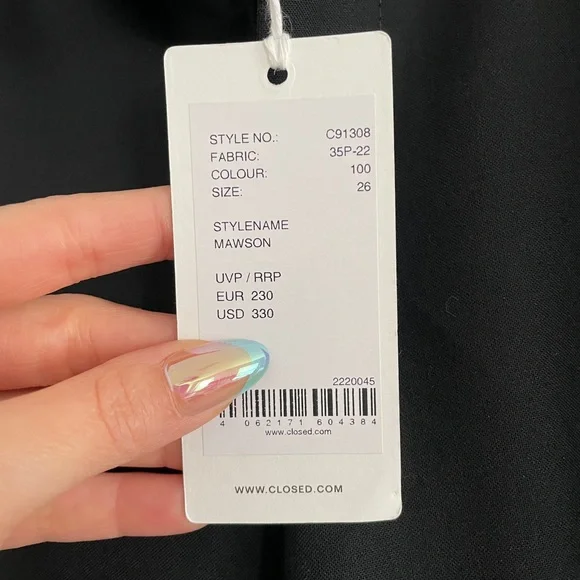 STYLE NO.: C91308
FABRIC: 35P-22
COLOUR: 100
SIZE: 26
STYLENAME
MAWSON
UVP / RRP
EUR 230
USD 330
2220045
4 062171 604384
www.closed.com
WWW.CLOSED.COM